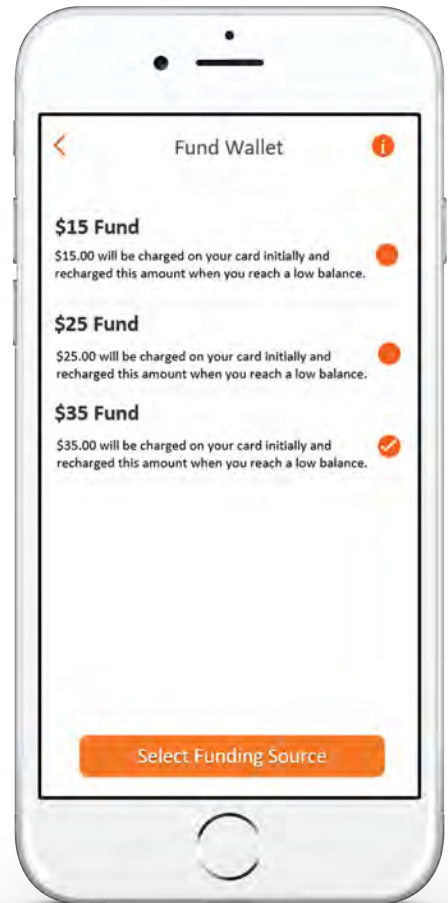 Fund Wallet
$15 Fund
$15.00 will be charged on your card initially and
recharged this amount when you reach a low balance.
$25 Fund
$25.00 will be charged on your card initially and
recharged this amount when you reach a low balance.
$35 Fund
$35.00 will be charged on your card initially and
recharged this amount when you reach a low balance.
Select Funding Source